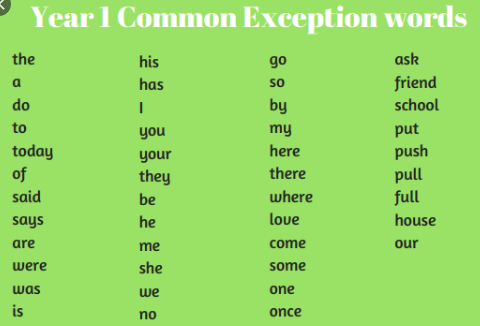 Year 1 Common Exception words
the
a
do
to
today
of
said
says
are
were
was
is
his
has
I
you
your
they
be
he
me
she
we
no
go
so
by
my
here
there
where
love
come
some
one
once
ask
friend
school
put
push
pull
full
house
our